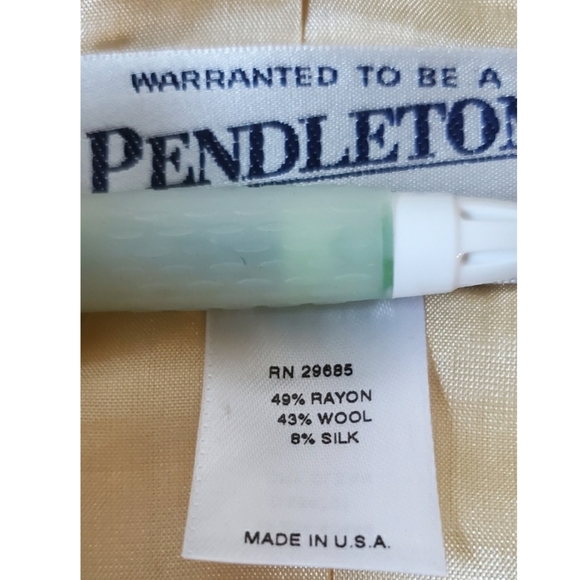 WARRANTED TO BE A
PENDLETON
RN 29685
49% RAYON
43% WOOL
8% SILK
MADE IN U.S.A.